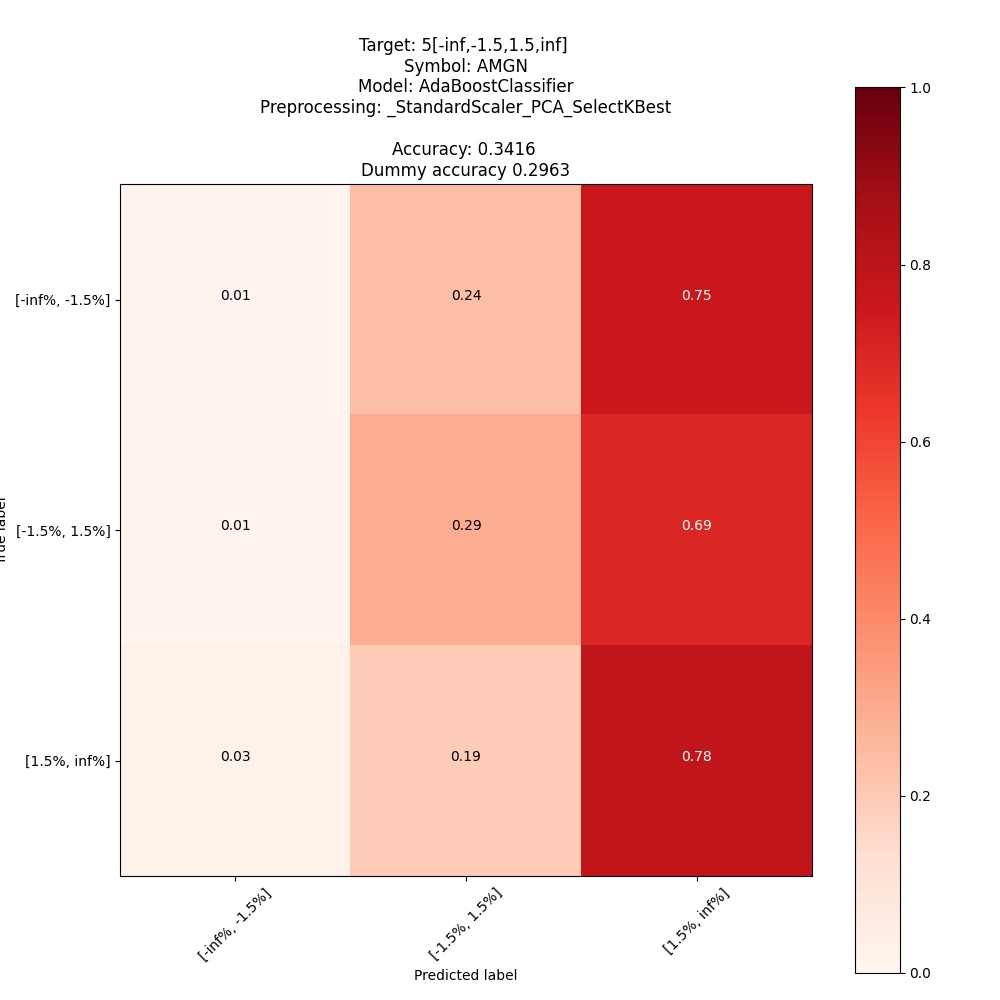 Target: 5[-inf,-1.5,1.5,inf]
Symbol: AMGN
Model: AdaBoostClassifier
Preprocessing: _StandardScaler_PCA_SelectKBest
Accuracy: 0.3416
Dummy accuracy 0.2963
[-inf%, -1.5%]
0.01
0.24
0.75
[-1.5%, 1.5%]
0.01
0.29
0.69
[1.5%, inf%]
0.03
0.19
0.78
[-inf%, -1.5%]
[-1.5%, 1.5%]
[1.5%, inf%]
Predicted label
1.0
0.8
0.6
0.4
0.2
0.0